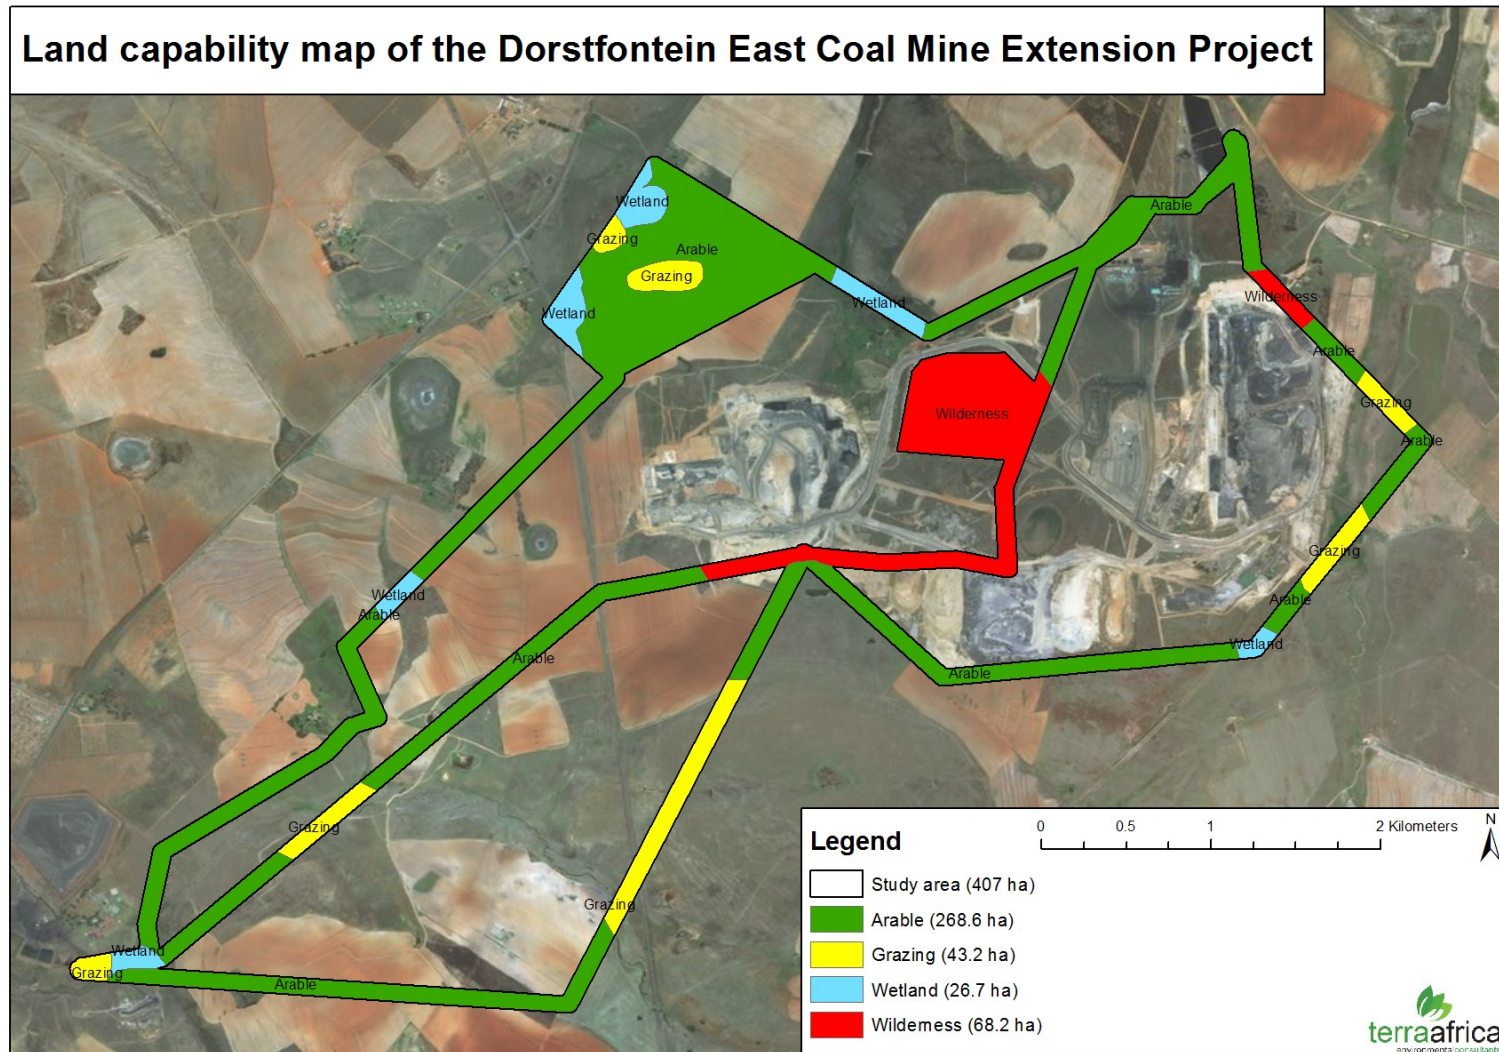 Land capability map of the Dorstfontein East Coal Mine Extension Project
Wetland
Grazing
Arable
Grazing
Wetland
Wetland
Arable
Wilderness
Arable
Grazing
Arable
Wilderness
Grazing
Arable
Wetland
Arable
Wetland
Arable
Arable
Grazing
Grazing
Wetland
Grazing
Arable
Legend
0 0.5 1 2 Kilometers
N
Study area (407 ha)
Arable (268.6 ha)
Grazing (43.2 ha)
Wetland (26.7 ha)
Wilderness (68.2 ha)
terraafrica
environmental consultants